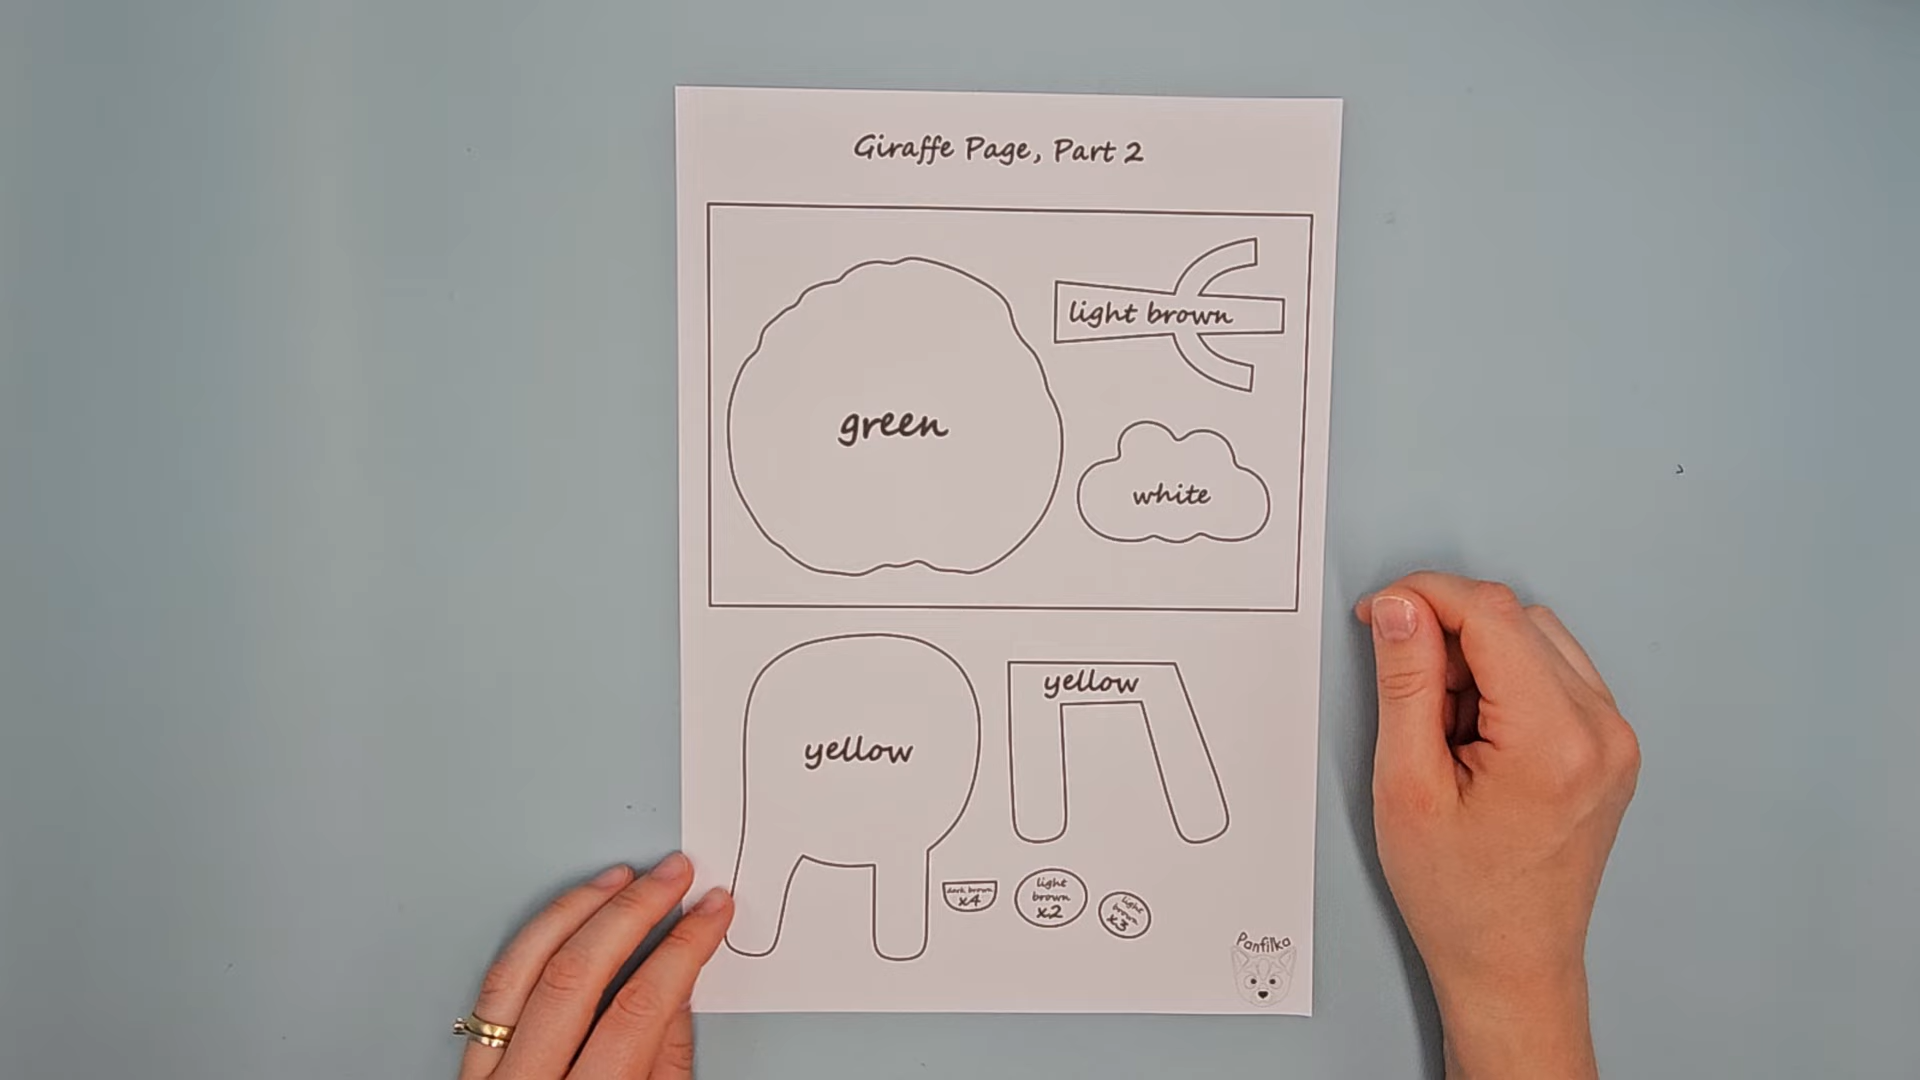 Giraffe Page, Part 2
light brown
green
white
yellow
yellow
dark brown
x4
light
brown
x2
light
brown
x3
Panfilka